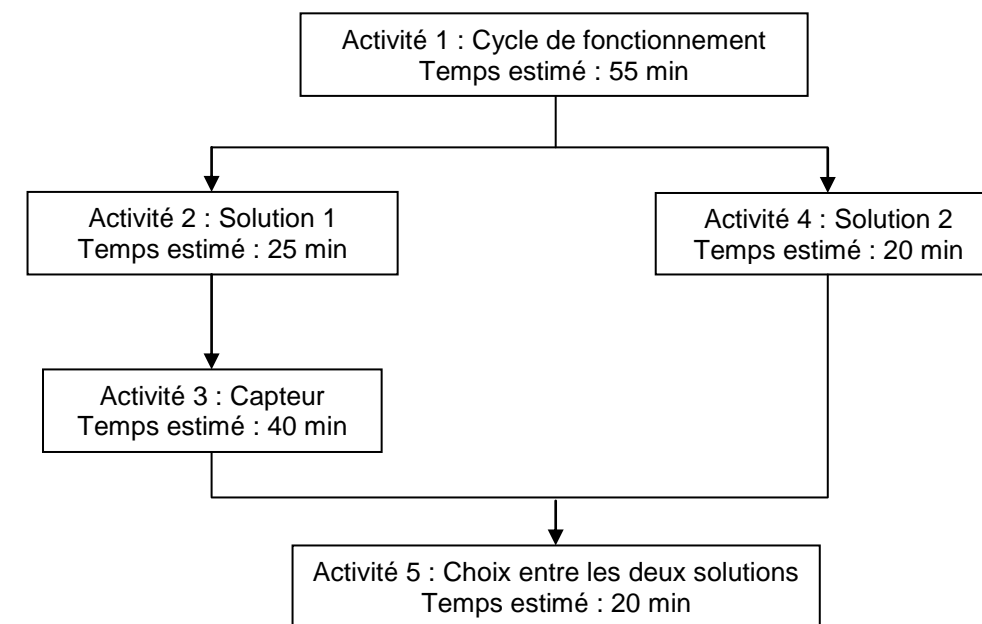 Activité 1 : Cycle de fonctionnement
Temps estimé : 55 min
Activité 2 : Solution 1
Temps estimé : 25 min
Activité 4 : Solution 2
Temps estimé : 20 min
Activité 3 : Capteur
Temps estimé : 40 min
Activité 5 : Choix entre les deux solutions
Temps estimé : 20 min